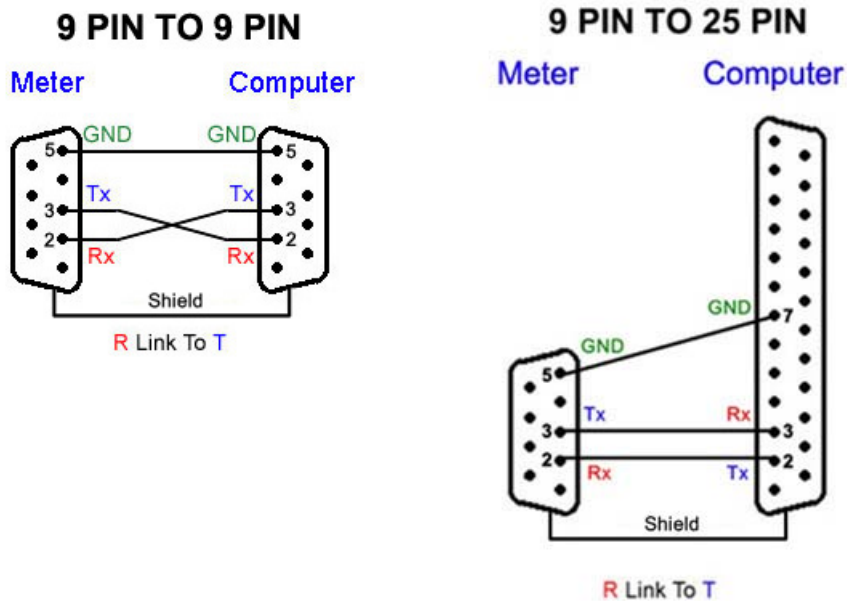 9 PIN TO 9 PIN
Meter Computer
GND GND
5 5
Tx Tx
3 3
2 2
Rx Rx
Shield
R Link To T
9 PIN TO 25 PIN
Meter Computer
GND
7
GND
5
Tx Rx
3 3
2 2
Rx Tx
Shield
R Link To T